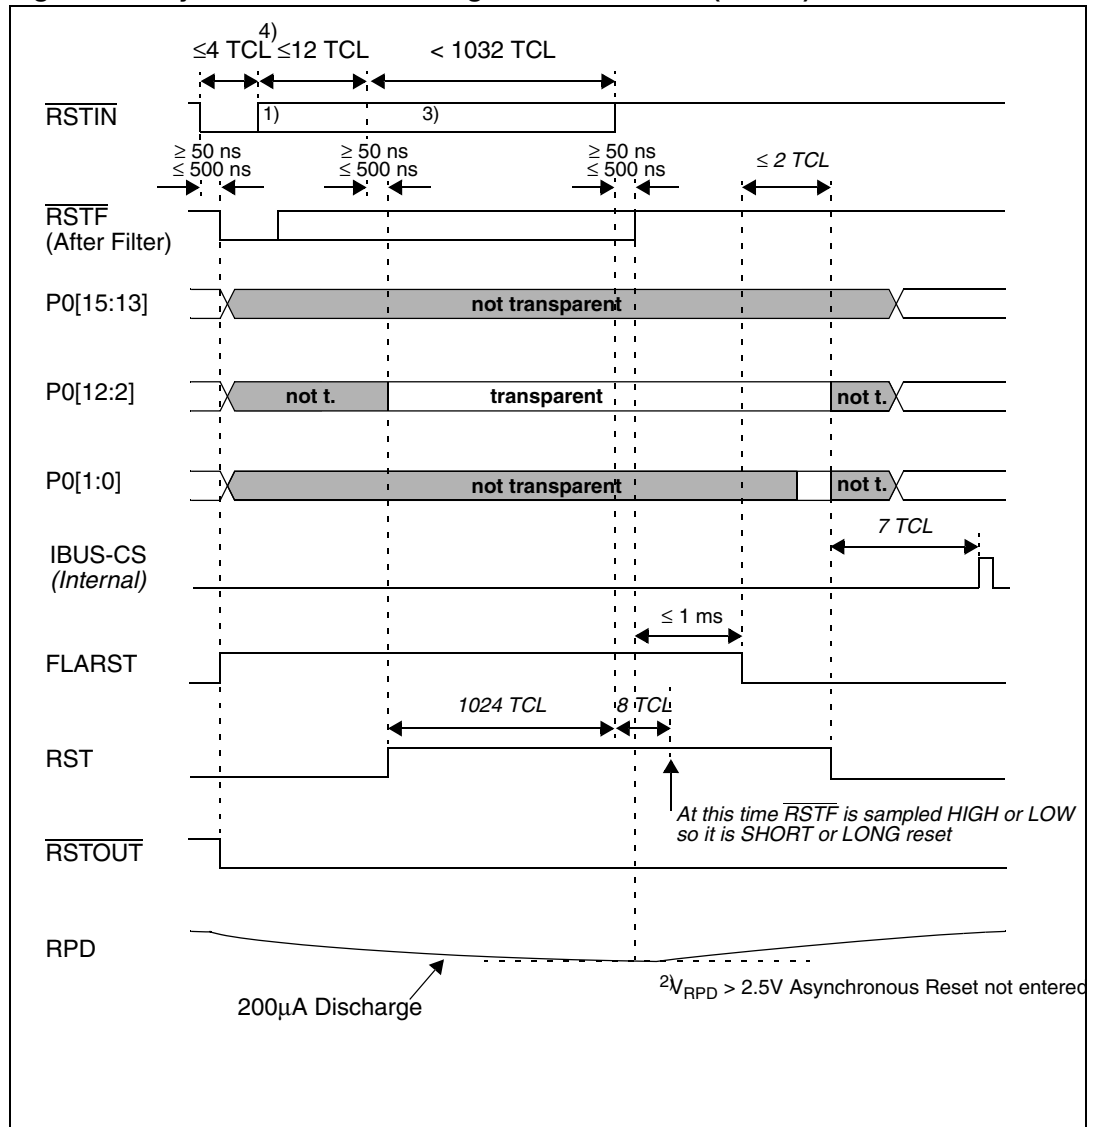 4)
≤4 TCL ≤12 TCL < 1032 TCL
RSTIN 1) 3)
≥ 50 ns ≥ 50 ns ≥ 50 ns
≤ 500 ns ≤ 500 ns ≤ 500 ns ≤ 2 TCL
RSTF
(After Filter)
P0[15:13] not transparent
P0[12:2] not t. transparent not t.
P0[1:0] not transparent not t.
7 TCL
IBUS-CS
(Internal)
≤ 1 ms
FLARST
1024 TCL 8 TCL
RST
At this time RSTF is sampled HIGH or LOW
so it is SHORT or LONG reset
RSTOUT
RPD
2)VRPD > 2.5V Asynchronous Reset not entered
200μA Discharge